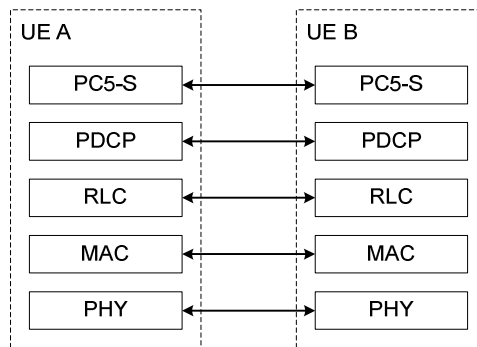 UE A
UE B
PC5-S
PC5-S
PDCP
PDCP
RLC
RLC
MAC
MAC
PHY
PHY